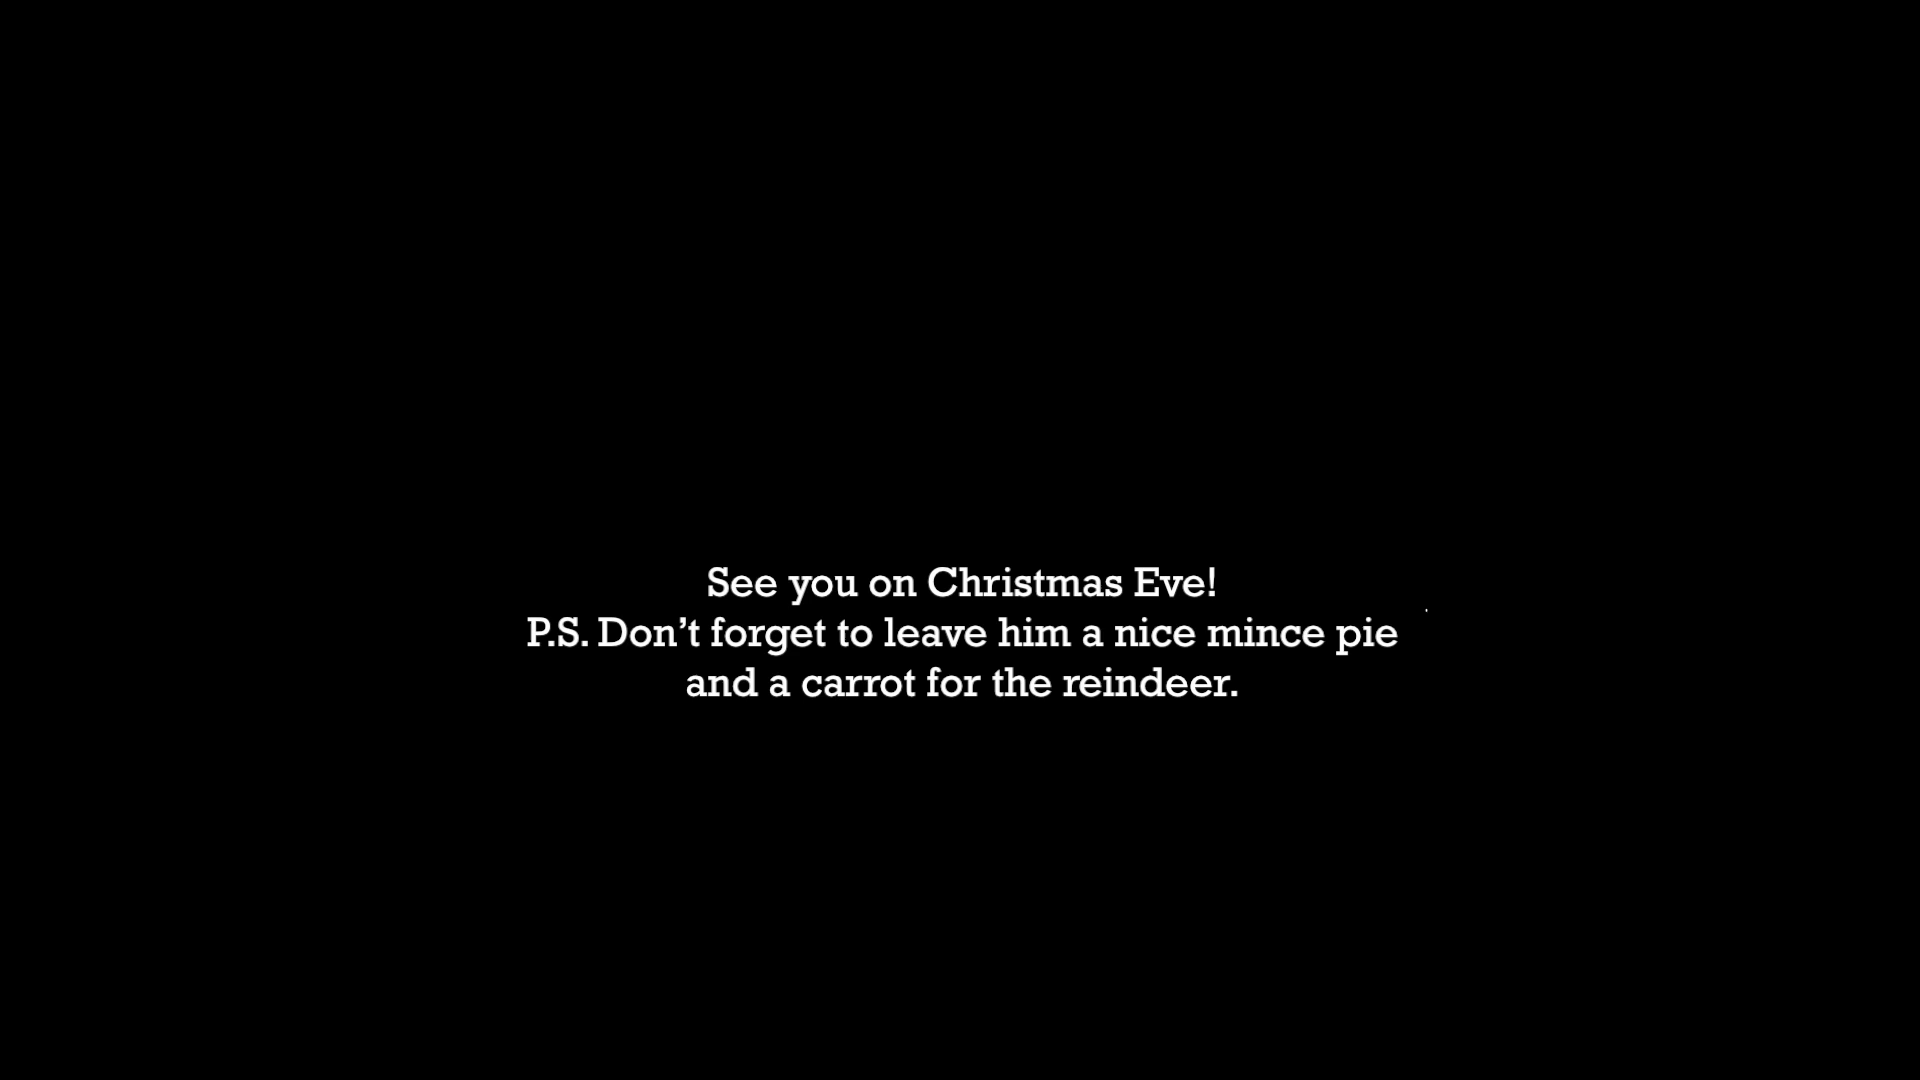 See you on Christmas Eve!
P.S. Don’t forget to leave him a nice mince pie
and a carrot for the reindeer.